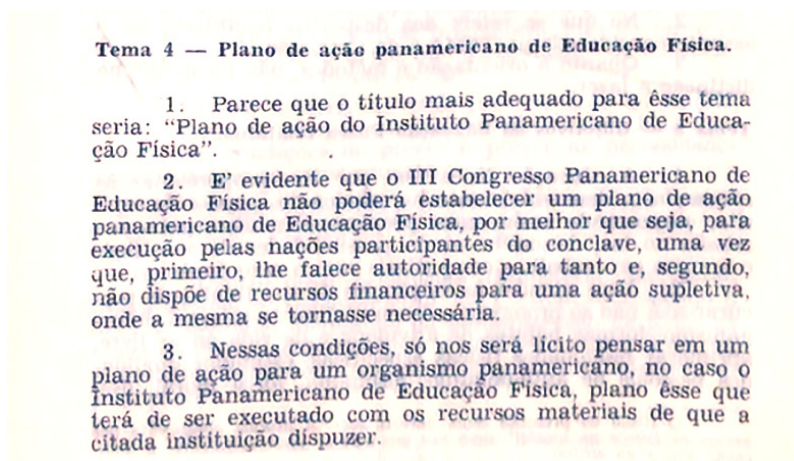 Tema 4 — Plano de ação panamericano de Educação Física.
1. Parece que o título mais adequado para êsse tema
seria: “Plano de ação do Instituto Panamericano de Educa-
ção Física”.
2. E' evidente que o III Congresso Panamericano de
Educação Física não poderá estabelecer um plano de ação
panamericano de Educação Física, por melhor que seja, para
execução pelas nações participantes do conclave, uma vez
que, primeiro, lhe falece autoridade para tanto e, segundo,
não dispõe de recursos financeiros para uma ação supletiva,
onde a mesma se tornasse necessária.
3. Nessas condições, só nos será lícito pensar em um
plano de ação para um organismo panamericano, no caso o
Instituto Panamericano de Educação Física, plano êsse que
terá de ser executado com os recursos materiais de que a
citada instituição dispuzer.